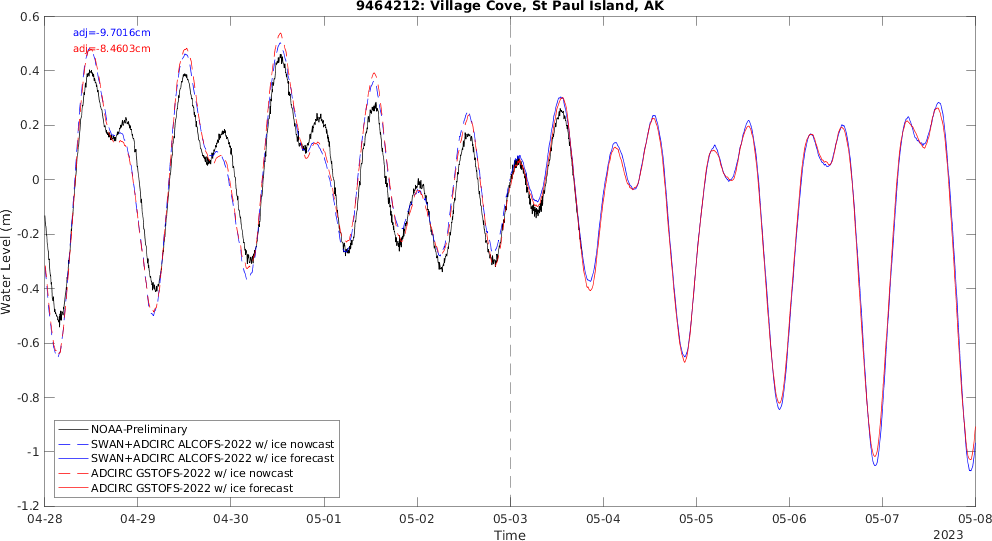 9464212: Village Cove, St Paul Island, AK
adj=-9.7016cm
adj=-8.4603cm
0.6
0.4
0.2
0
-0.2
-0.4
-0.6
-0.8
-1
-1.2
Water Level (m)
NOAA-Preliminary
SWAN+ADCIRC ALCOFS-2022 w/ ice nowcast
SWAN+ADCIRC ALCOFS-2022 w/ ice forecast
ADCIRC GSTOFS-2022 w/ ice nowcast
ADCIRC GSTOFS-2022 w/ ice forecast
04-28 04-29 04-30 05-01 05-02 05-03 05-04 05-05 05-06 05-07 05-08
Time
2023